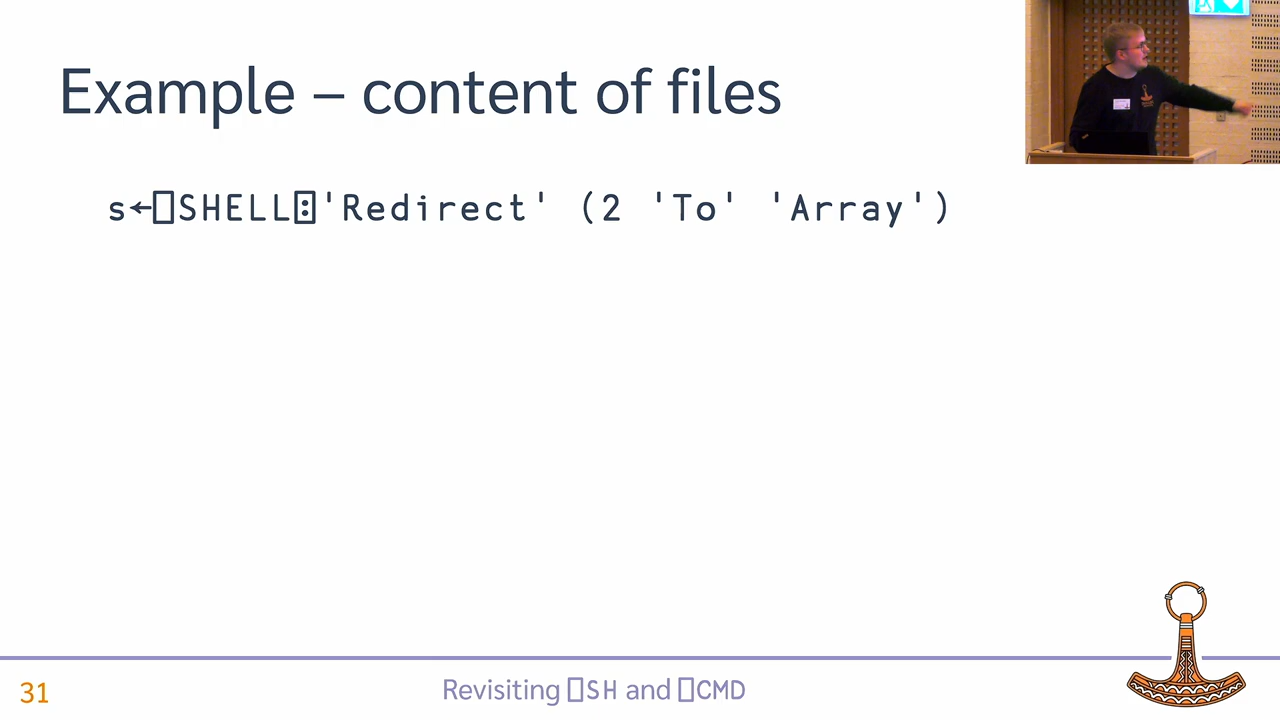 Example – content of files
s←⎕SHELL⍠'Redirect' (2 'To' 'Array')
31
Revisiting ⎕SH and ⎕CMD